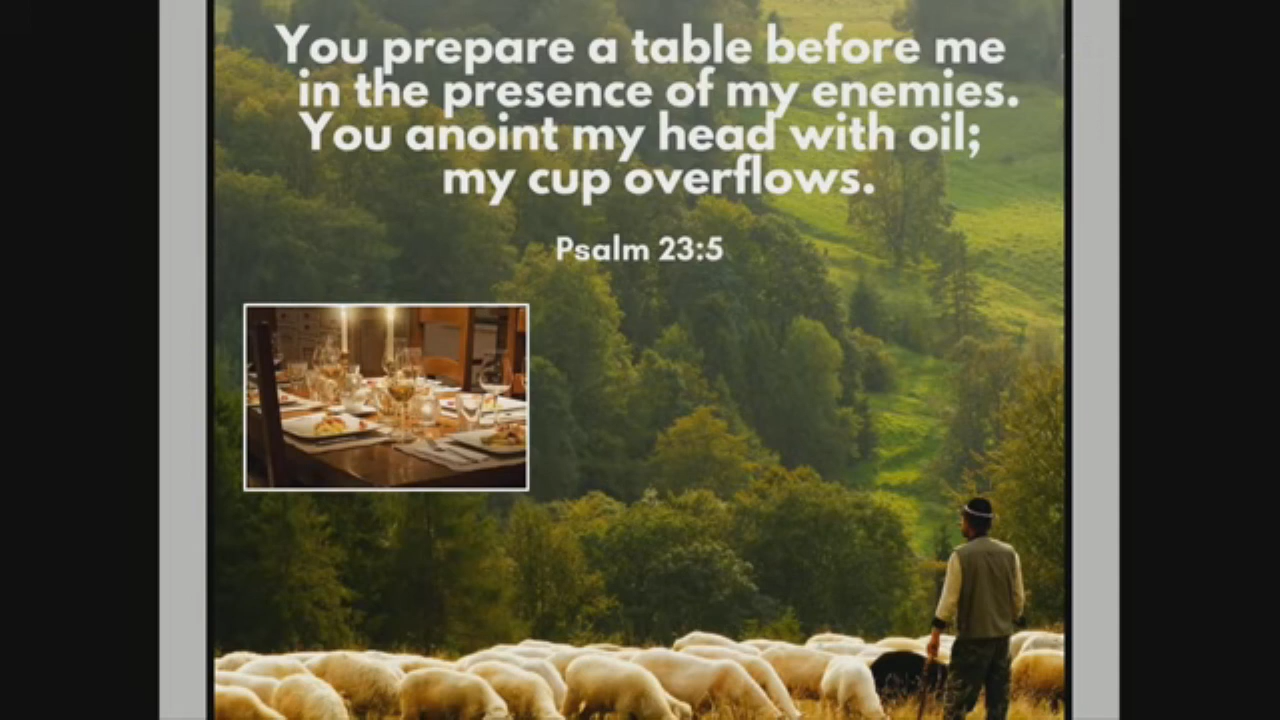 You prepare a table before me
in the presence of my enemies.
You anoint my head with oil;
my cup overflows.
Psalm 23:5